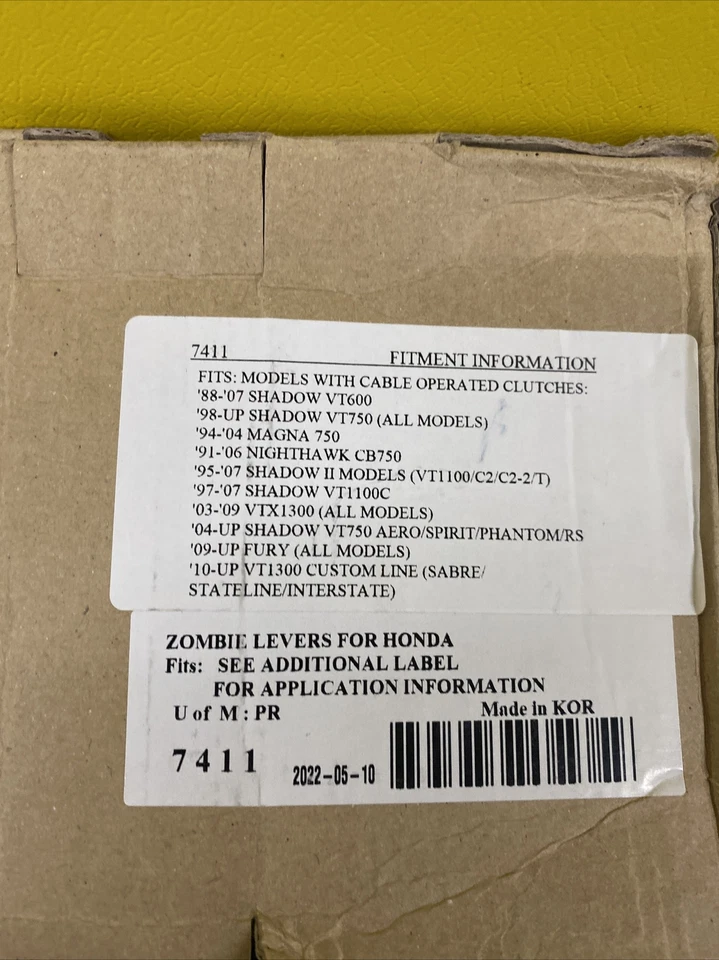 7411 FITMENT INFORMATION
FITS: MODELS WITH CABLE OPERATED CLUTCHES:
'88-'07 SHADOW VT600
'98-UP SHADOW VT750 (ALL MODELS)
'94-'04 MAGNA 750
'91-'06 NIGHTHAWK CB750
'95-'07 SHADOW II MODELS (VT1100/C2/C2-2/T)
'97-'07 SHADOW VT1100C
'03-'09 VTX1300 (ALL MODELS)
'04-UP SHADOW VT750 AERO/SPIRIT/PHANTOM/RS
'09-UP FURY (ALL MODELS)
'10-UP VT1300 CUSTOM LINE (SABRE/
STATELINE/INTERSTATE)
ZOMBIE LEVERS FOR HONDA
Fits: SEE ADDITIONAL LABEL
FOR APPLICATION INFORMATION
U of M : PR Made in KOR
7411 2022-05-10